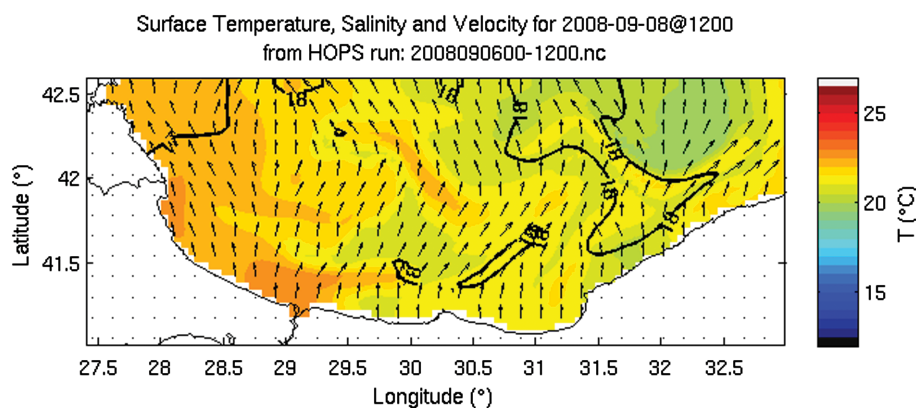 Surface Temperature, Salinity and Velocity for 2008-09-08@1200
from HOPS run: 2008090600-1200.nc
Latitude (°)
42.5
42
41.5
18
18
18
18
18
18
18
18
18
27.5 28 28.5 29 29.5 30 30.5 31 31.5 32 32.5
Longitude (°)
25
20
15
T (°C)